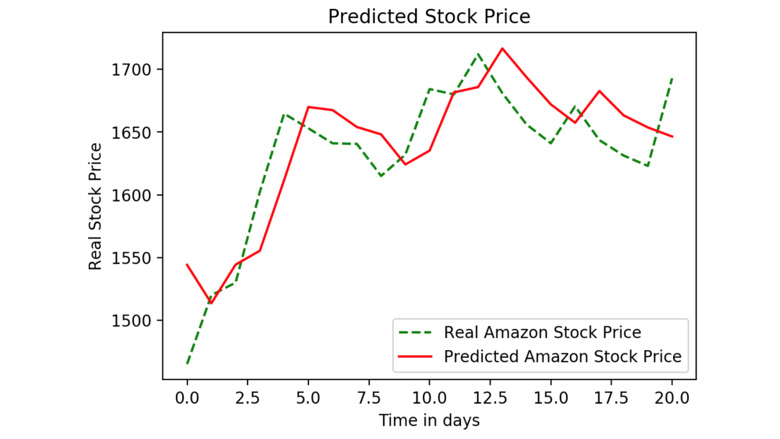 Predicted Stock Price
Real Stock Price
1700
1650
1600
1550
1500
Real Amazon Stock Price
Predicted Amazon Stock Price
0.0 2.5 5.0 7.5 10.0 12.5 15.0 17.5 20.0
Time in days